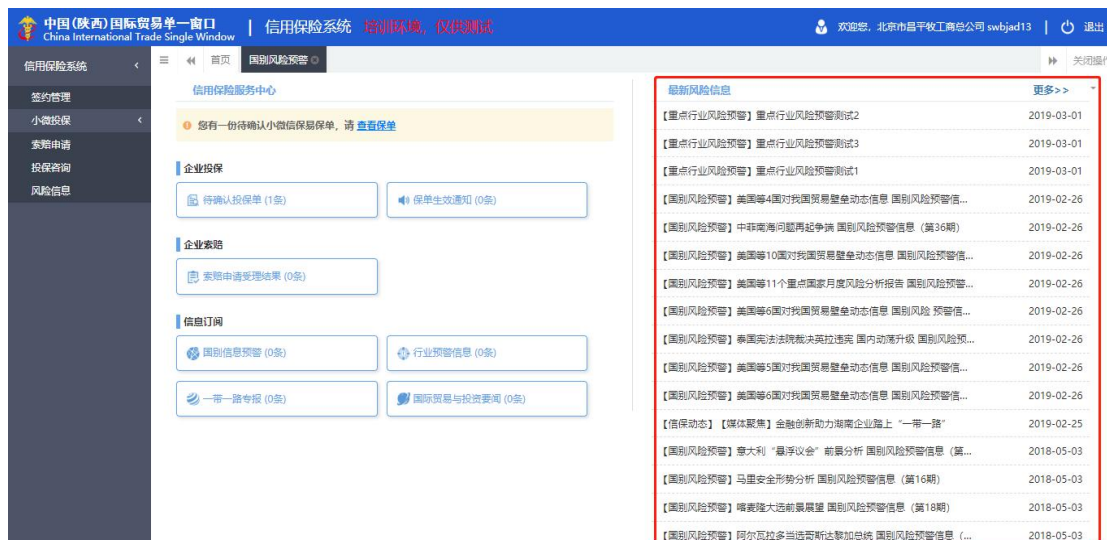 中国(陕西)国际贸易单一窗口
China International Trade Single Window
信用保险系统 培训环境，仅供测试
欢迎您，北京市昌平牧工商总公司 swbjad13 | 退出
信用保险系统
首页 国别风险预警
关闭操作
签约管理
小微投保
索赔申请
投保咨询
风险信息
信用保险服务中心
您有一份待确认小微信保易保单，请 查看保单
企业投保
待确认投保单 (1条) 保单生效通知 (0条)
企业索赔
索赔申请受理结果 (0条)
信息订阅
国别信息预警 (0条) 行业预警信息 (0条)
一带一路专报 (0条) 国际贸易与投资要闻 (0条)
最新风险信息 更多>>
【重点行业风险预警】重点行业风险预警测试2 2019-03-01
【重点行业风险预警】重点行业风险预警测试3 2019-03-01
【重点行业风险预警】重点行业风险预警测试1 2019-03-01
【国别风险预警】美国等4国对我国贸易壁垒动态信息 国别风险预警信... 2019-02-26
【国别风险预警】中菲南海问题再起争端 国别风险预警信息（第36期） 2019-02-26
【国别风险预警】美国等10国对我国贸易壁垒动态信息 国别风险预警信... 2019-02-26
【国别风险预警】美国等11个重点国家月度风险分析报告 国别风险预警... 2019-02-26
【国别风险预警】美国等6国对我国贸易壁垒动态信息 国别风险 预警信... 2019-02-26
【国别风险预警】泰国宪法法院裁决英拉违宪 国内动荡升级 国别风险预... 2019-02-26
【国别风险预警】美国等5国对我国贸易壁垒动态信息 国别风险预警信... 2019-02-26
【国别风险预警】美国等6国对我国贸易壁垒动态信息 国别风险预警信... 2019-02-26
【信保动态】【媒体聚焦】金融创新助力湖南企业踏上“一带一路” 2019-02-25
【国别风险预警】意大利“悬浮议会”前景分析 国别风险预警信息（第... 2018-05-03
【国别风险预警】马里安全形势分析 国别风险预警信息（第16期） 2018-05-03
【国别风险预警】喀麦隆大选前景展望 国别风险预警信息（第18期） 2018-05-03
【国别风险预警】阿尔瓦拉多当选哥斯达黎加总统 国别风险预警信息（... 2018-05-03